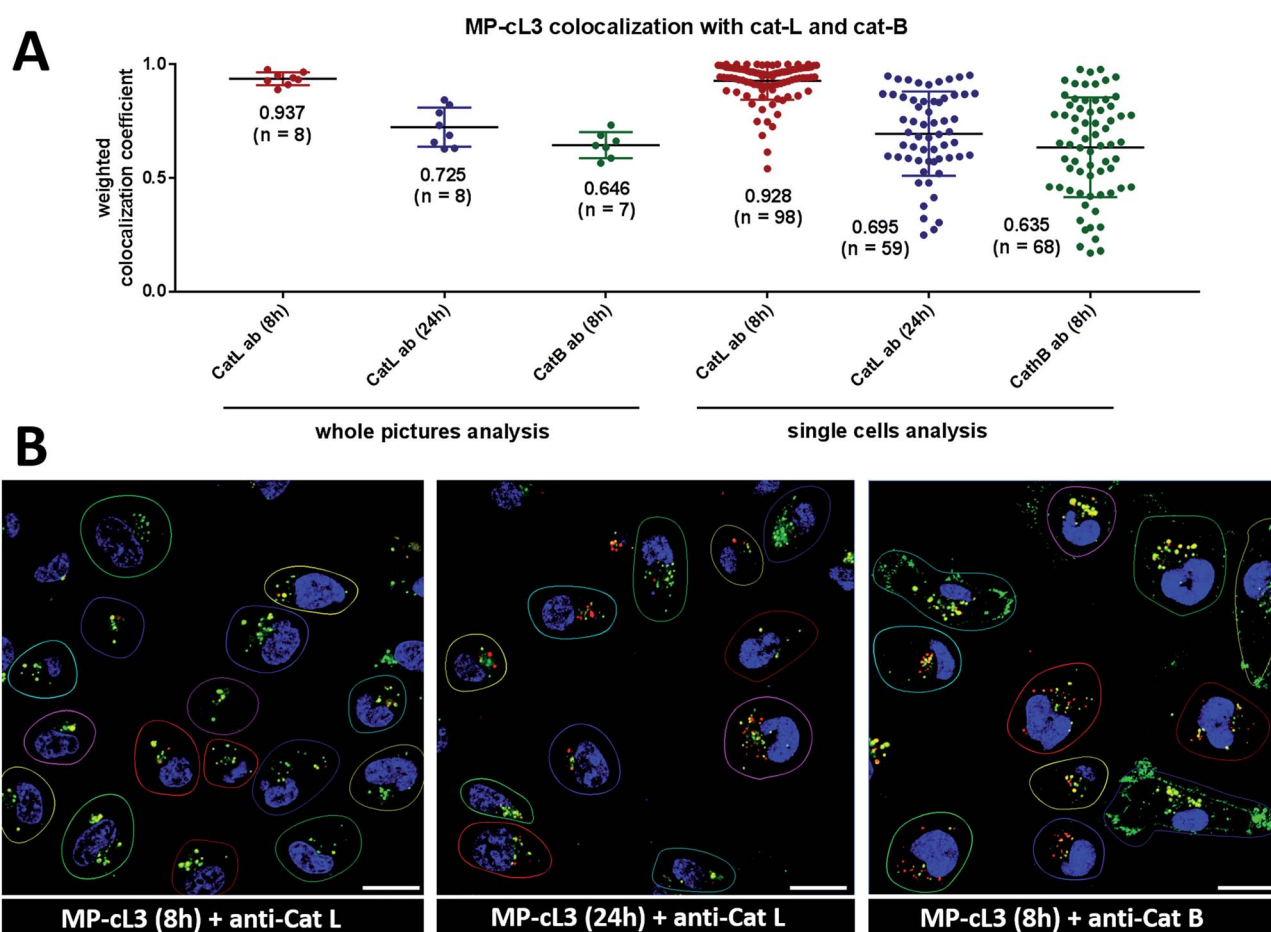 A
MP-cL3 colocalization with cat-L and cat-B
weighted
colocalization coefficient
1.0
0.5
0.0
0.937
(n = 8)
0.725
(n = 8)
0.646
(n = 7)
0.928
(n = 98)
0.695
(n = 59)
0.635
(n = 68)
CatL ab (8h)
CatL ab (24h)
CatB ab (8h)
CatL ab (8h)
CatL ab (24h)
CathB ab (8h)
whole pictures analysis
single cells analysis
B
MP-cL3 (8h) + anti-Cat L
MP-cL3 (24h) + anti-Cat L
MP-cL3 (8h) + anti-Cat B